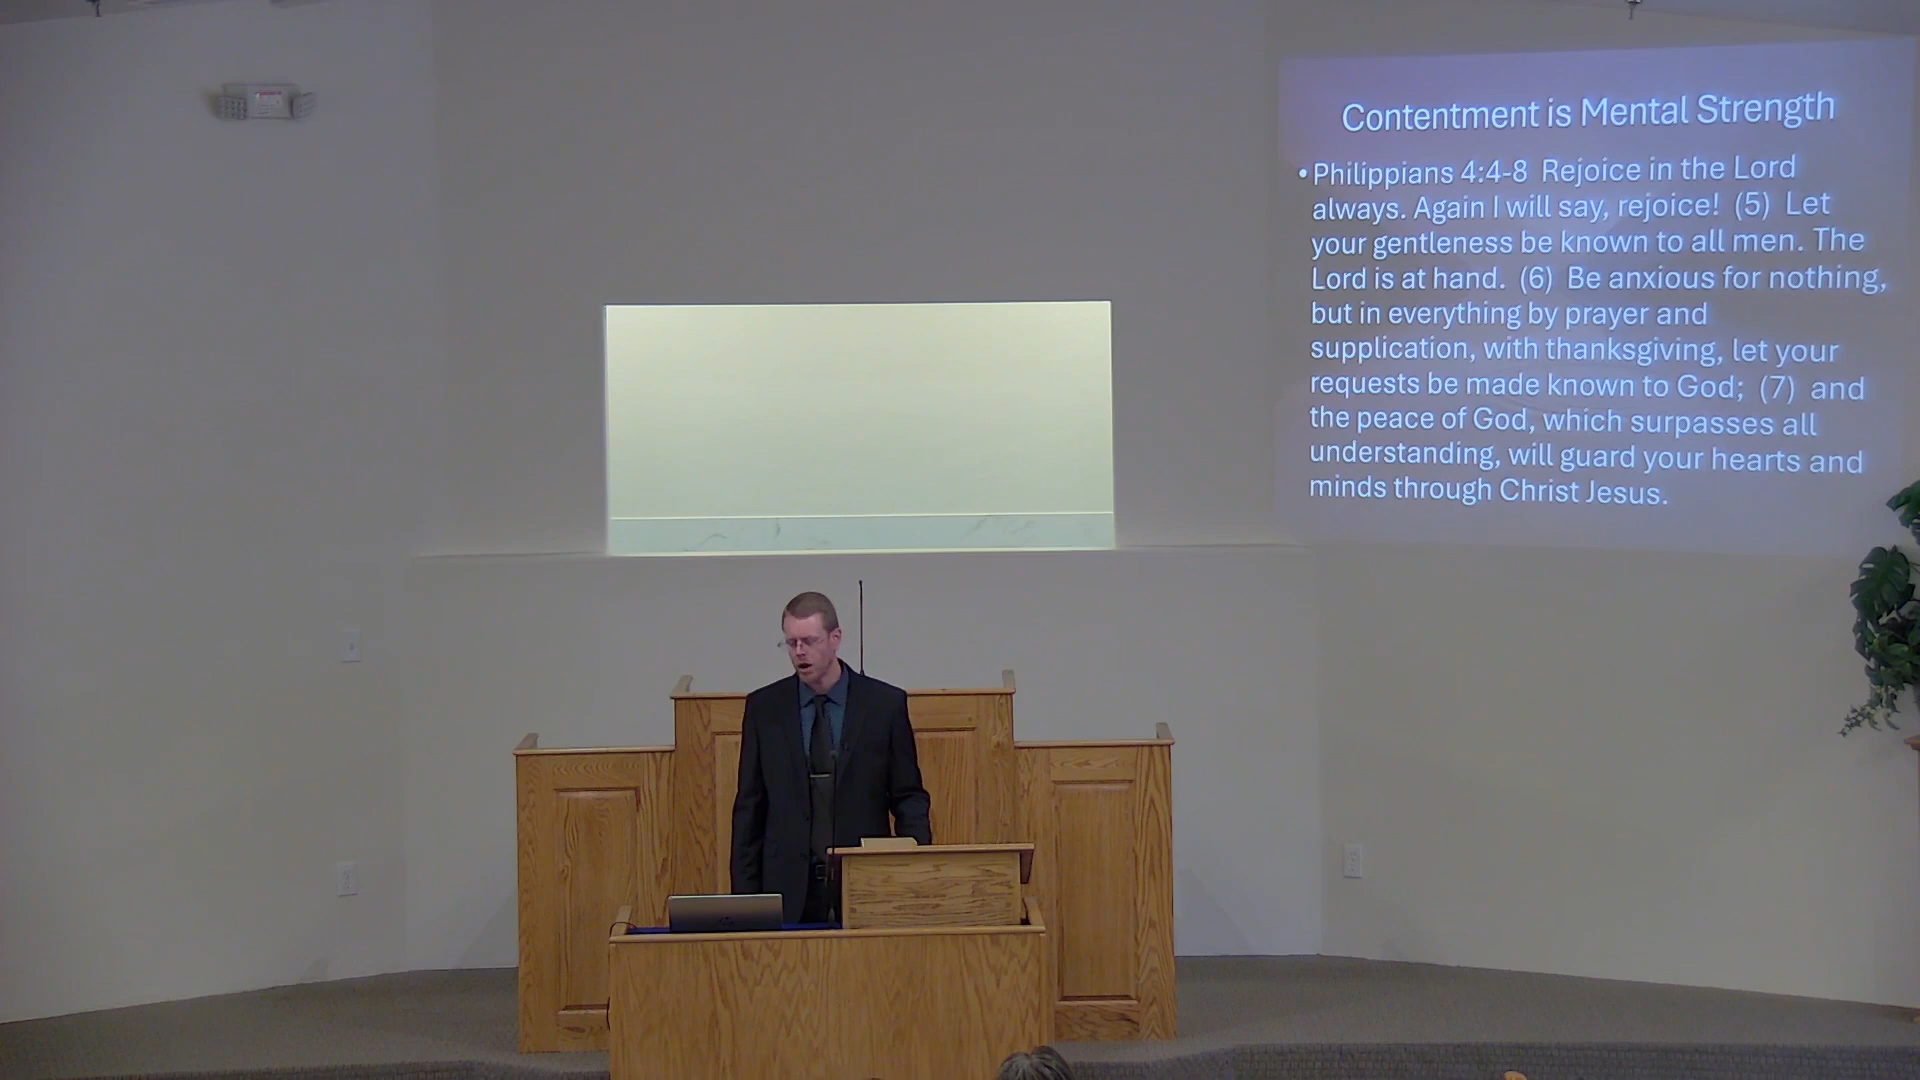 Contentment is Mental Strength
• Philippians 4:4-8 Rejoice in the Lord
always. Again I will say, rejoice! (5) Let
your gentleness be known to all men. The
Lord is at hand. (6) Be anxious for nothing,
but in everything by prayer and
supplication, with thanksgiving, let your
requests be made known to God; (7) and
the peace of God, which surpasses all
understanding, will guard your hearts and
minds through Christ Jesus.